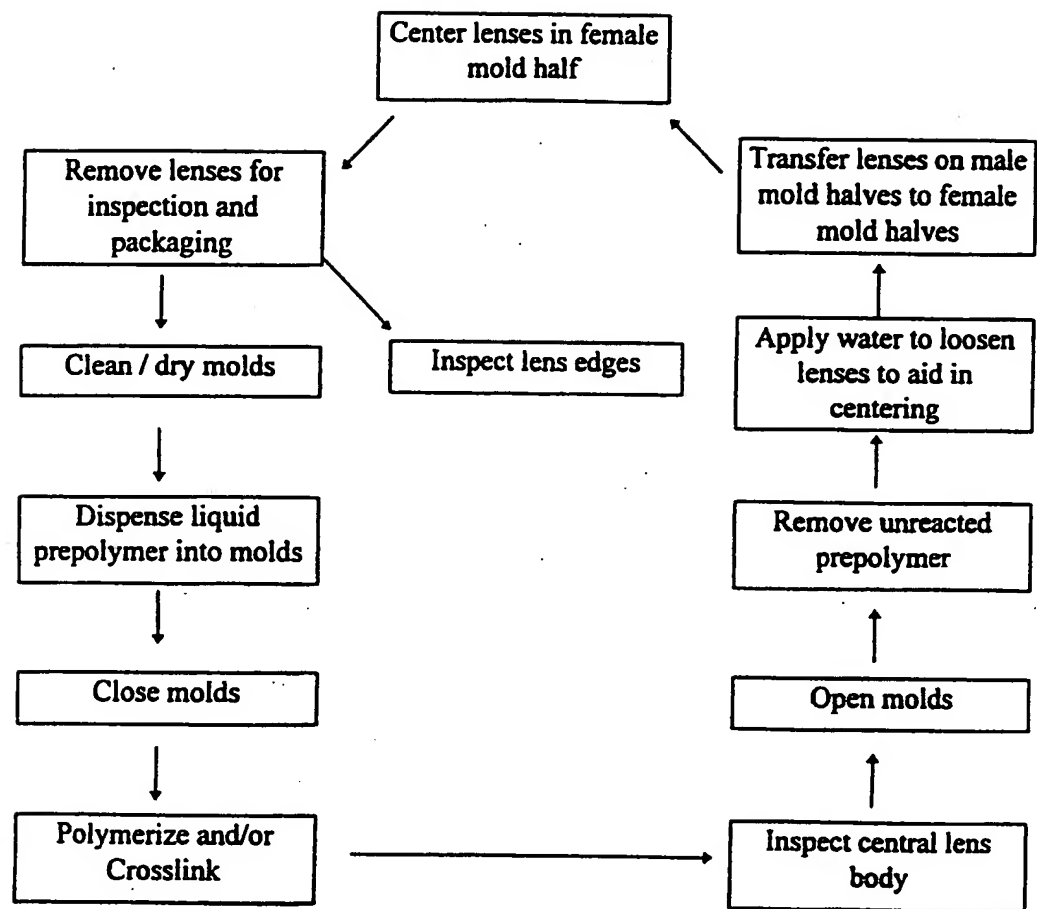 Center lenses in female
mold half
Remove lenses for
inspection and
packaging
Transfer lenses on male
mold halves to female
mold halves
Clean / dry molds
Inspect lens edges
Apply water to loosen
lenses to aid in
centering
Dispense liquid
prepolymer into molds
Remove unreacted
prepolymer
Close molds
Open molds
Polymerize and/or
Crosslink
Inspect central lens
body